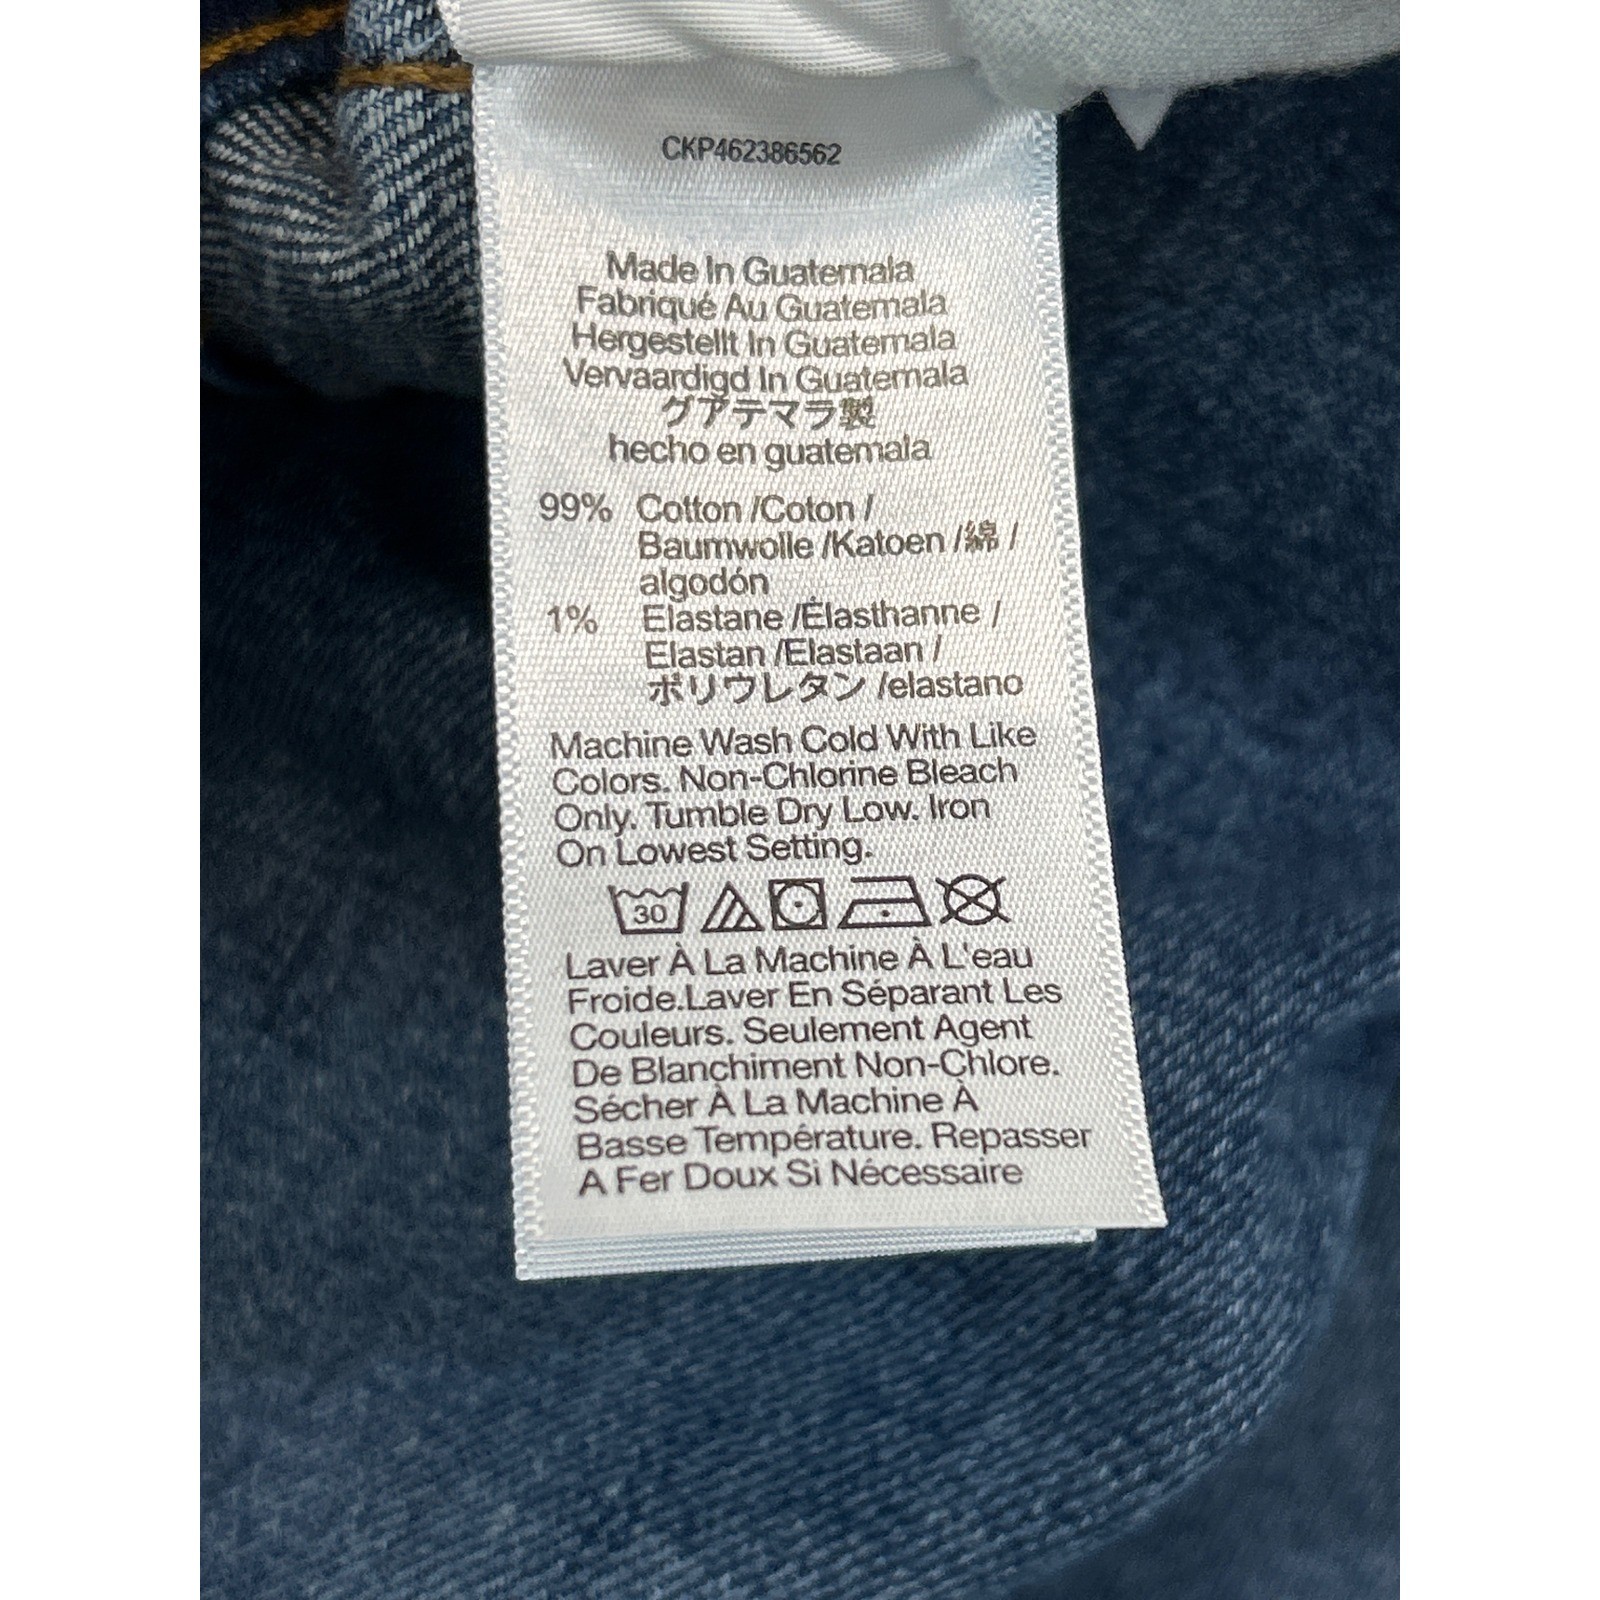 CKP462386562
Made In Guatemala
Fabriqué Au Guatemala
Hergestellt In Guatemala
Vervaardigd In Guatemala
グアテマラ製
hecho en guatemala
99% Cotton /Coton /
Baumwolle /Katoen /綿 /
algodón
1% Elastane /Élasthanne /
Elastan /Elastaan /
ポリウレタン /elastano
Machine Wash Cold With Like
Colors. Non-Chlorine Bleach
Only. Tumble Dry Low. Iron
On Lowest Setting.
30
Laver À La Machine À L'eau
Froide.Laver En Séparant Les
Couleurs. Seulement Agent
De Blanchiment Non-Chlore.
Sécher À La Machine À
Basse Température. Repasser
A Fer Doux Si Nécessaire